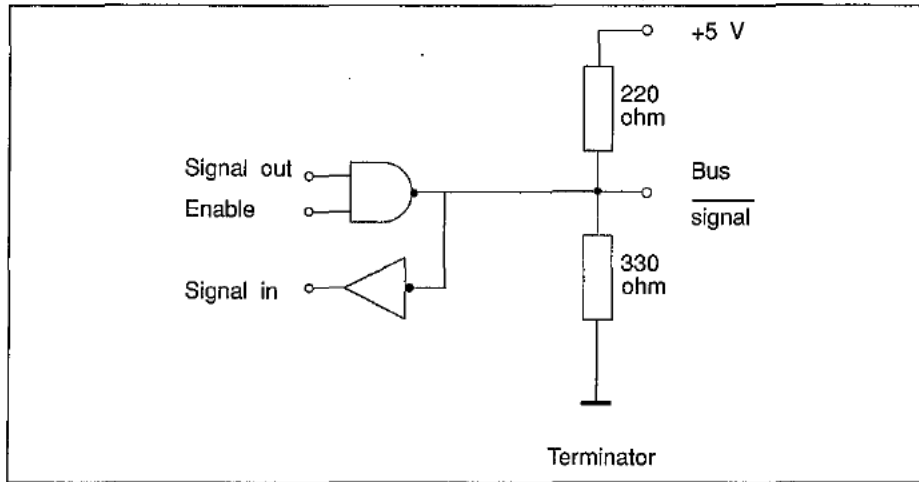 +5 V
220
ohm
Signal out
Bus
Enable
signal
330
ohm
Signal in
Terminator